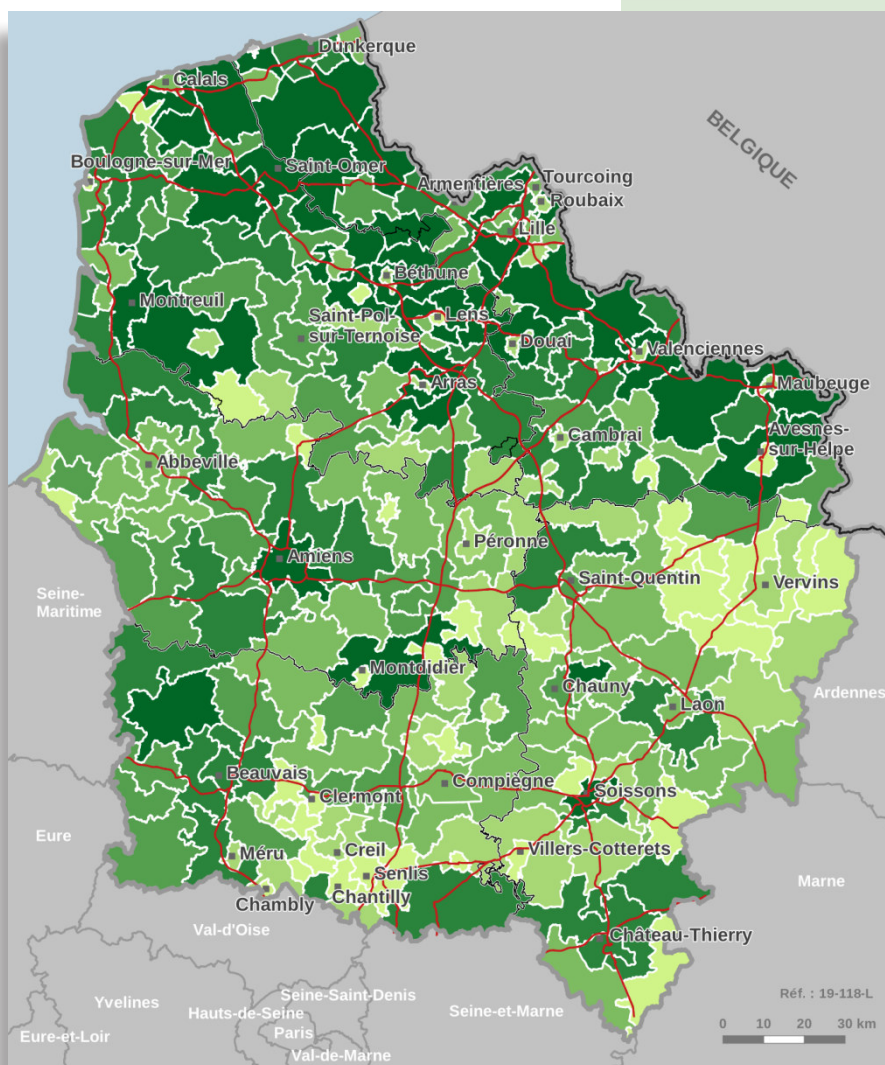 Dunkerque
Calais
BELGIQUE
Boulogne-sur-Mer
Saint-Omer
Armentières
Tourcoing
Roubaix
Lille
Béthune
Montreuil
Saint-Pol-
sur-Ternoise
Lens
Douai
Valenciennes
Arras
Maubeuge
Cambrai
Avesnes-
sur-Helpe
Abbeville
Péronne
Amiens
Saint-Quentin
Vervins
Seine-
Maritime
Montdidier
Chauny
Laon
Ardennes
Beauvais
Compiègne
Clermont
Soissons
Eure
Méru
Creil
Villers-Cotterets
Senlis
Chantilly
Chambly
Marne
Val-d'Oise
Château-Thierry
Seine-Saint-Denis
Réf. : 19-118-L
Yvelines
Hauts-de-Seine
Seine-et-Marne
Paris
Eure-et-Loir
Val-de-Marne
0 10 20 30 km